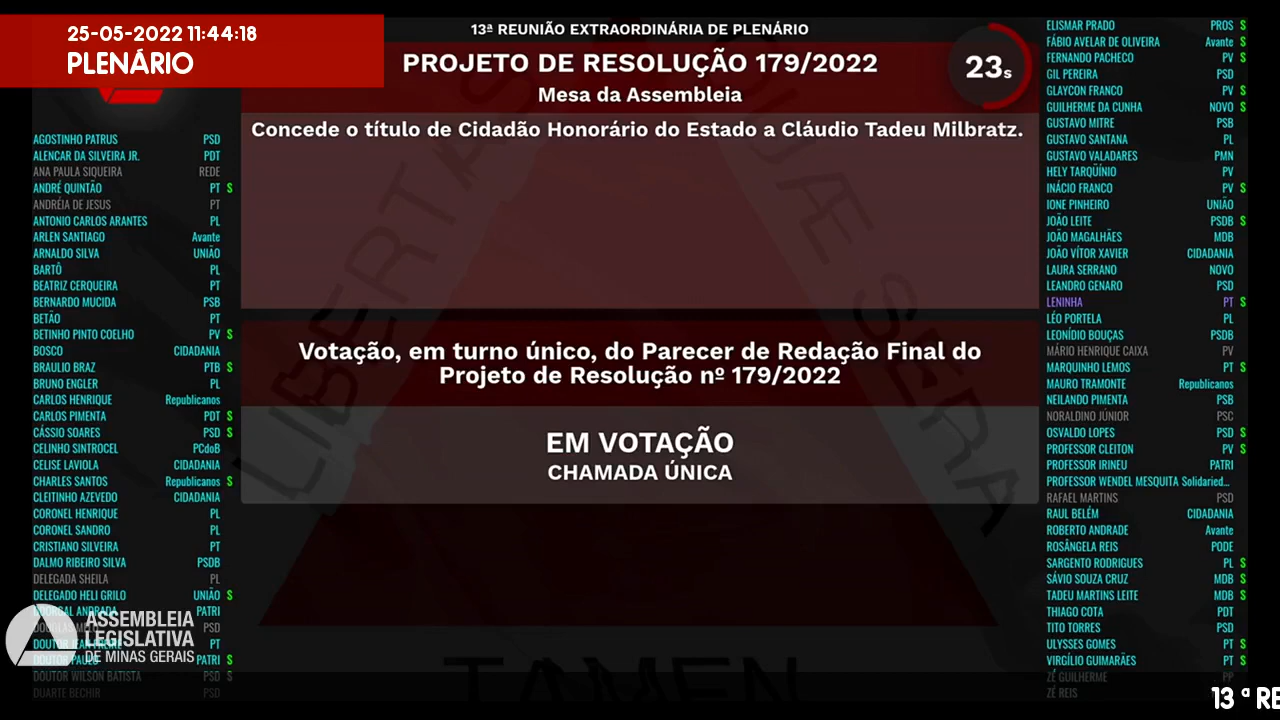 25-05-2022 11:44:18
PLENÁRIO
13ª REUNIÃO EXTRAORDINÁRIA DE PLENÁRIO
PROJETO DE RESOLUÇÃO 179/2022
Mesa da Assembleia
23s
Concede o título de Cidadão Honorário do Estado a Cláudio Tadeu Milbratz.
Votação, em turno único, do Parecer de Redação Final do
Projeto de Resolução nº 179/2022
EM VOTAÇÃO
CHAMADA ÚNICA
AGOSTINHO PATRUS PSD
ALENCAR DA SILVEIRA JR. PDT
ANA PAULA SIQUEIRA REDE
ANDRÉ QUINTÃO PT S
ANDRÉIA DE JESUS PT
ANTONIO CARLOS ARANTES PL
ARLEN SANTIAGO Avante
ARNALDO SILVA UNIÃO
BARTÔ PL
BEATRIZ CERQUEIRA PT
BERNARDO MUCIDA PSB
BETÃO PT
BETINHO PINTO COELHO PV S
BOSCO CIDADANIA
BRAULIO BRAZ PTB S
BRUNO ENGLER PL
CARLOS HENRIQUE Republicanos
CARLOS PIMENTA PDT S
CÁSSIO SOARES PSD S
CELINHO SINTROCEL PCdoB
CELISE LAVIOLA CIDADANIA
CHARLES SANTOS Republicanos S
CLEITINHO AZEVEDO CIDADANIA
CORONEL HENRIQUE PL
CORONEL SANDRO PL
CRISTIANO SILVEIRA PT
DALMO RIBEIRO SILVA PSDB
DELEGADA SHEILA PL
DELEGADO HELI GRILO UNIÃO S
DOORGAL ANDRADA PATRI
DOUGLAS MELO PSD
DOUTOR JEAN FREIRE PT
DOUTOR PAULO PATRI S
DOUTOR WILSON BATISTA PSD S
DUARTE BECHIR PSD
ASSEMBLEIA
LEGISLATIVA
DE MINAS GERAIS
ELISMAR PRADO PROS S
FÁBIO AVELAR DE OLIVEIRA Avante S
FERNANDO PACHECO PV S
GIL PEREIRA PSD
GLAYCON FRANCO PV S
GUILHERME DA CUNHA NOVO S
GUSTAVO MITRE PSB
GUSTAVO SANTANA PL
GUSTAVO VALADARES PMN
HELY TARQÜÍNIO PV
INÁCIO FRANCO PV S
IONE PINHEIRO UNIÃO
JOÃO LEITE PSDB S
JOÃO MAGALHÃES MDB
JOÃO VÍTOR XAVIER CIDADANIA
LAURA SERRANO NOVO
LEANDRO GENARO PSD
LENINHA PT S
LÉO PORTELA PL
LEONÍDIO BOUÇAS PSDB
MÁRIO HENRIQUE CAIXA PV
MARQUINHO LEMOS PT S
MAURO TRAMONTE Republicanos
NEILANDO PIMENTA PSB
NORALDINO JÚNIOR PSC
OSVALDO LOPES PSD S
PROFESSOR CLEITON PV S
PROFESSOR IRINEU PATRI
PROFESSOR WENDEL MESQUITA Solidaried...
RAFAEL MARTINS PSD
RAUL BELÉM CIDADANIA
ROBERTO ANDRADE Avante
ROSÂNGELA REIS PODE
SARGENTO RODRIGUES PL S
SÁVIO SOUZA CRUZ MDB S
TADEU MARTINS LEITE MDB S
THIAGO COTA PDT
TITO TORRES PSD
ULYSSES GOMES PT S
VIRGÍLIO GUIMARÃES PT S
ZÉ GUILHERME PP
ZÉ REIS PSD
LIBERTAS QUÆ SERA
TAMEN
13 ª RE